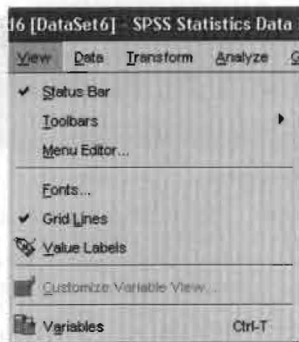 d6 [DataSet6] - SPSS Statistics Data
View Data Transform Analyze G
Status Bar
Toolbars
Menu Editor...
Fonts...
Grid Lines
Value Labels
Customize Variable View...
Variables Ctrl-T